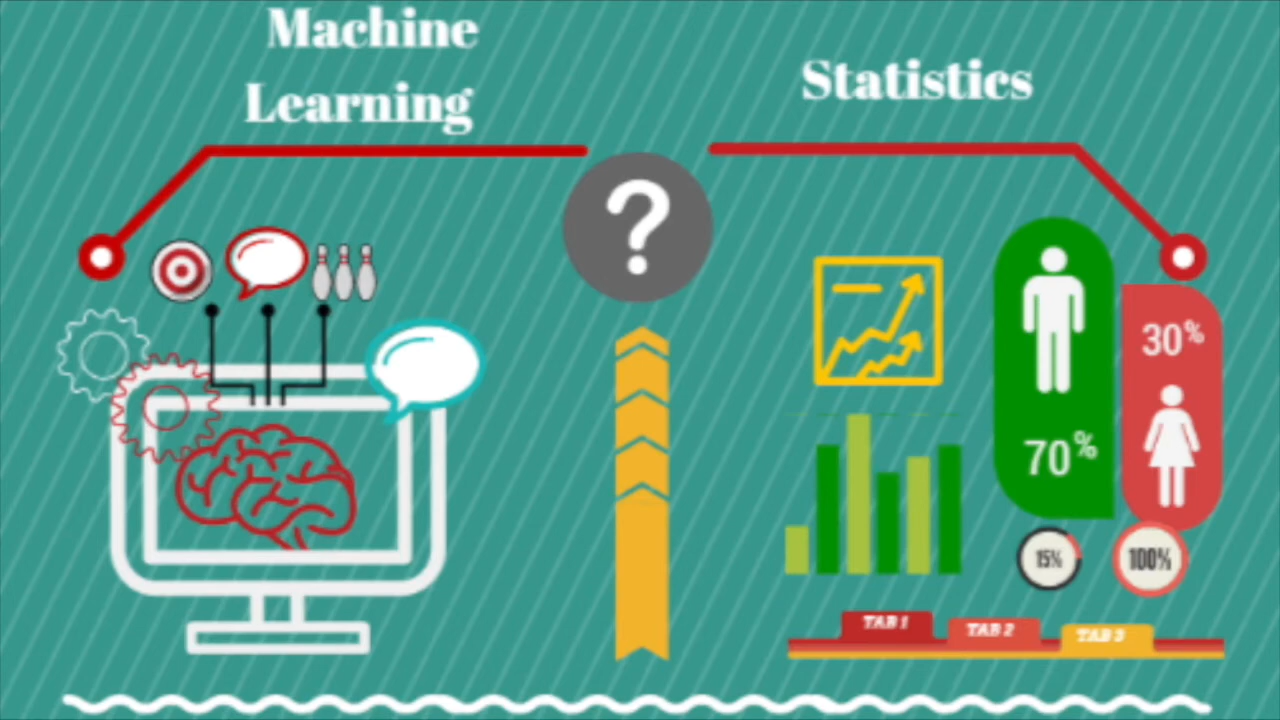 Machine
Learning
Statistics
?
30%
70%
15%
100%
TAB 1
TAB 2
TAB 3